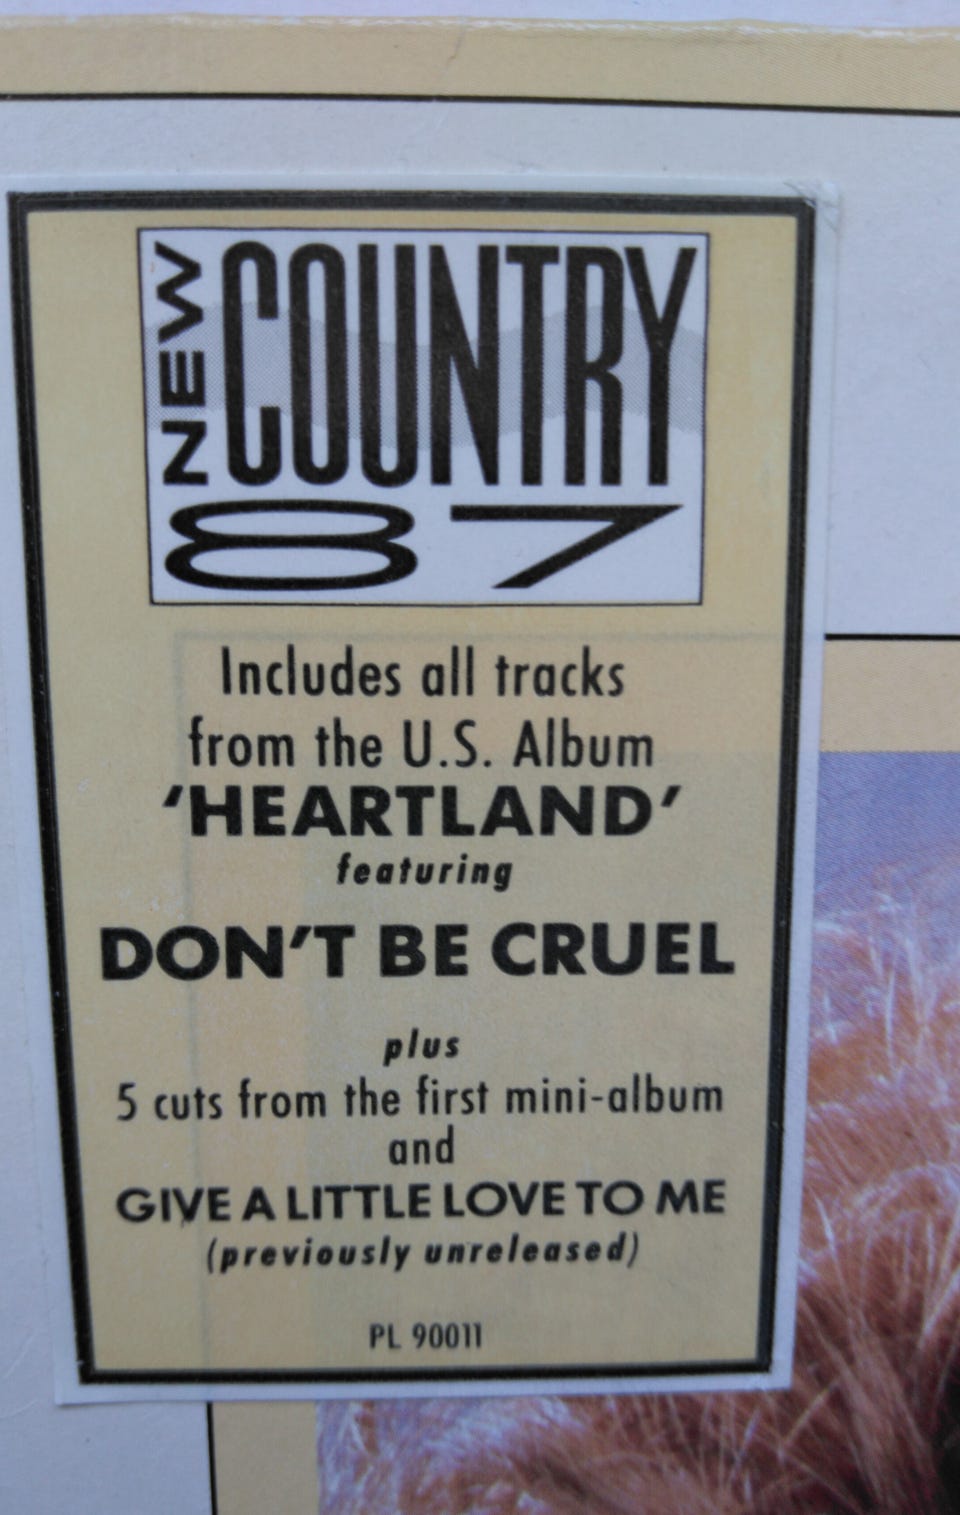 NEW COUNTRY
87
Includes all tracks
from the U.S. Album
‘HEARTLAND’
featuring
DON’T BE CRUEL
plus
5 cuts from the first mini-album
and
GIVE A LITTLE LOVE TO ME
(previously unreleased)
PL 90011